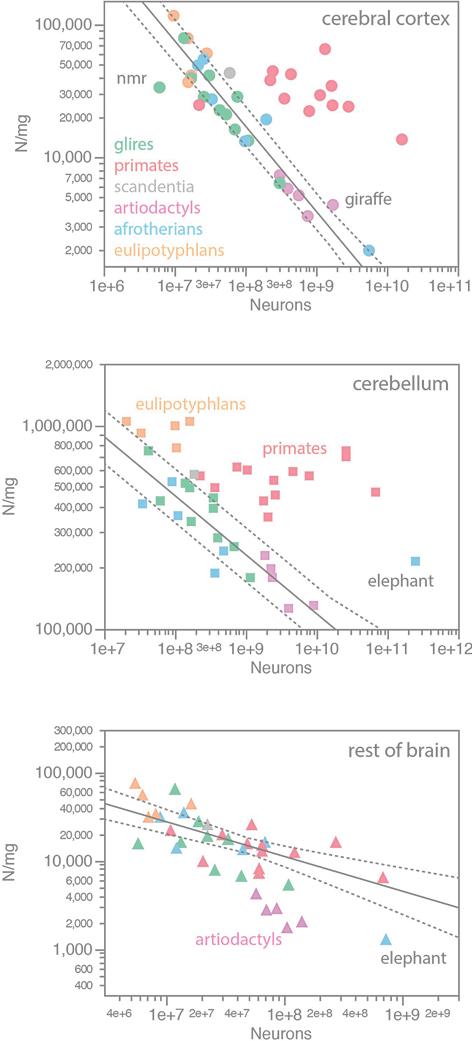 cerebral cortex
100,000
70,000
50,000
nmr
30,000
20,000
N/mg
glires
10,000
primates
7,000
scandentia
5,000
artiodactyls
giraffe
3,000
afrotherians
2,000
eulipotyphlans
1e+6 1e+7 3e+7 1e+8 3e+8 1e+9 1e+10 1e+11
Neurons
2,000,000
cerebellum
eulipotyphlans
1,000,000
800,000
primates
600,000
500,000
400,000
N/mg
300,000
200,000
elephant
100,000
1e+7 1e+8 3e+8 1e+9 1e+10 1e+11 1e+12
Neurons
300,000
200,000
rest of brain
100,000
60,000
40,000
20,000
N/mg
10,000
6,000
4,000
2,000
artiodactyls
elephant
1,000
600
400
4e+6 1e+7 2e+7 4e+7 1e+8 2e+8 4e+8 1e+9
Neurons